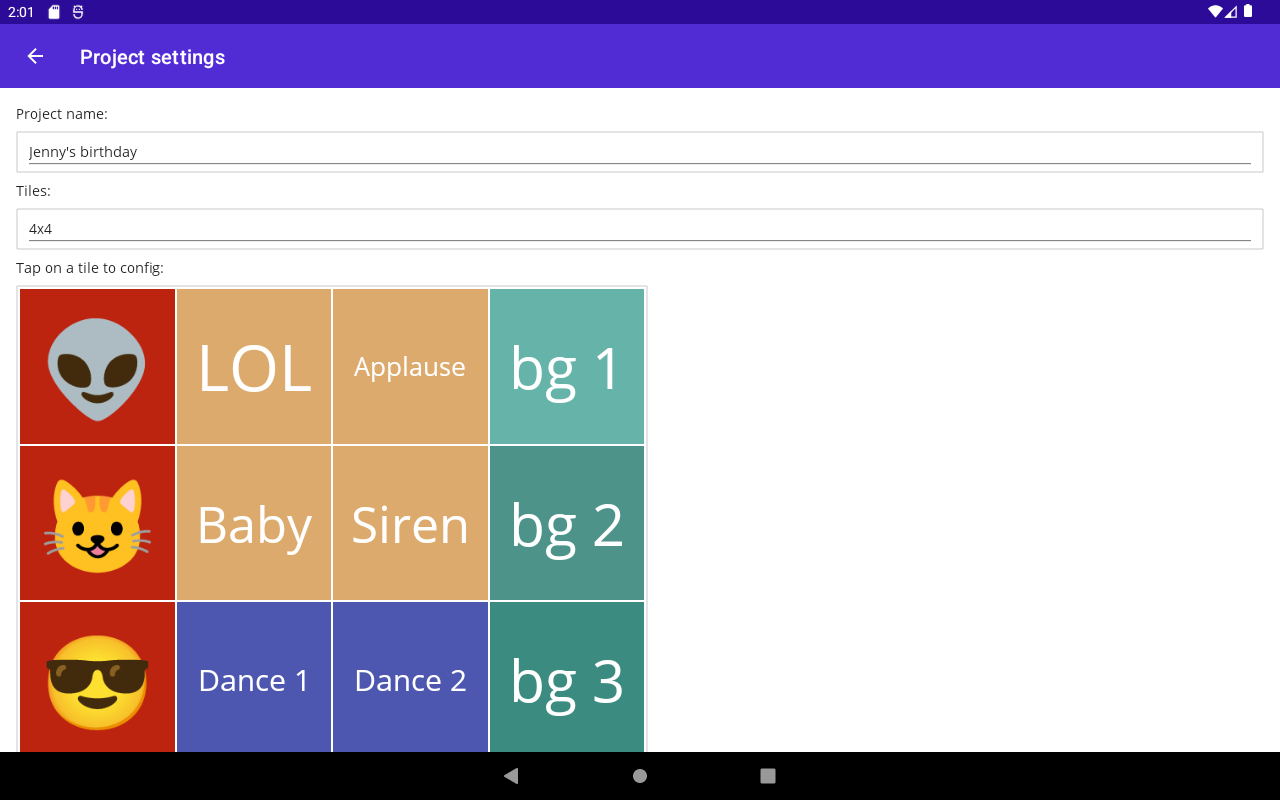 2:01
Project settings
Project name:
Jenny's birthday
Tiles:
4x4
Tap on a tile to config:
LOL
Applause
bg 1
Baby
Siren
bg 2
Dance 1
Dance 2
bg 3